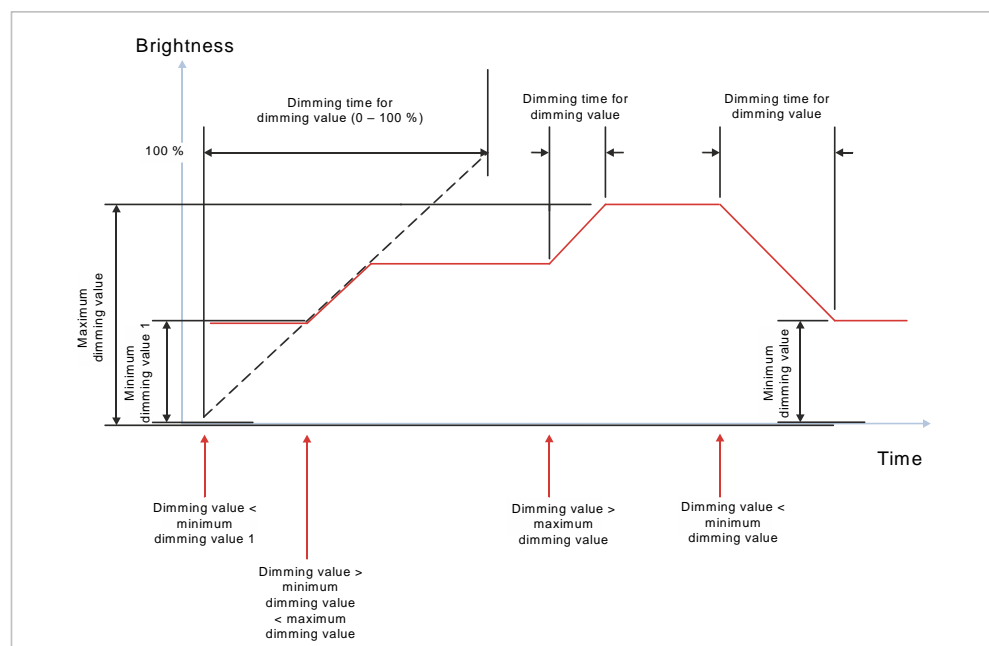 Brightness
Dimming time for
dimming value (0 – 100 %)
Dimming time for
dimming value
Dimming time for
dimming value
100 %
Maximum
dimming value
Minimum
dimming value 1
Minimum
dimming value
Time
Dimming value <
minimum
dimming value 1
Dimming value >
minimum
dimming value
< maximum
dimming value
Dimming value >
maximum
dimming value
Dimming value <
minimum
dimming value